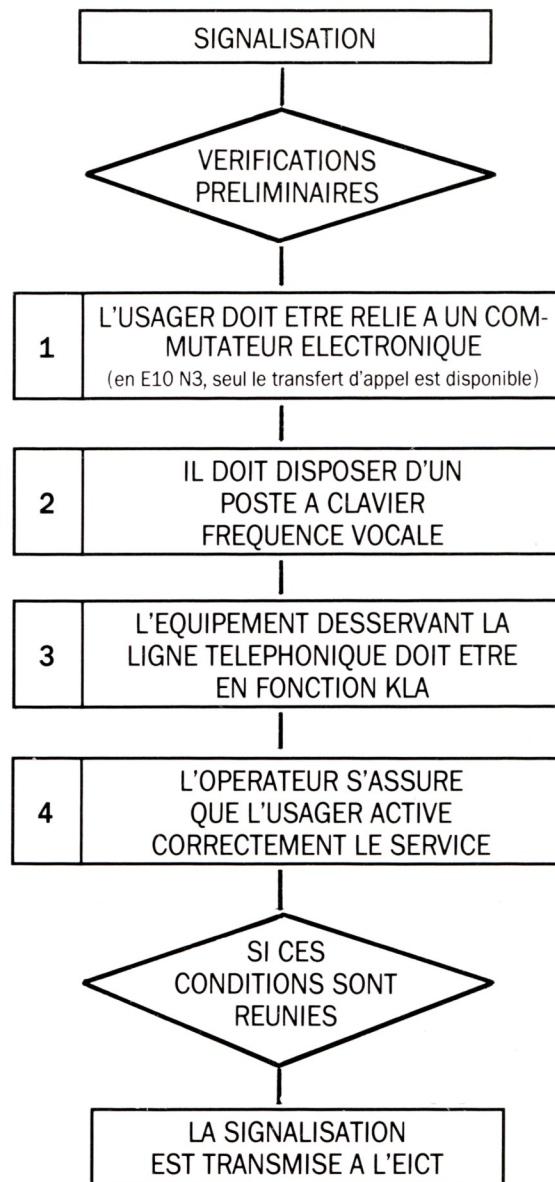 SIGNALISATION
VERIFICATIONS
PRELIMINAIRES
1
L'USAGER DOIT ETRE RELIE A UN COM-
MUTATEUR ELECTRONIQUE
(en E10 N3, seul le transfert d'appel est disponible)
2
IL DOIT DISPOSER D'UN
POSTE A CLAVIER
FREQUENCE VOCALE
3
L'EQUIPEMENT DESSERVANT LA
LIGNE TELEPHONIQUE DOIT ETRE
EN FONCTION KLA
4
L'OPERATEUR S'ASSURE
QUE L'USAGER ACTIVE
CORRECTEMENT LE SERVICE
SI CES
CONDITIONS SONT
REUNIES
LA SIGNALISATION
EST TRANSMISE A L'EICT